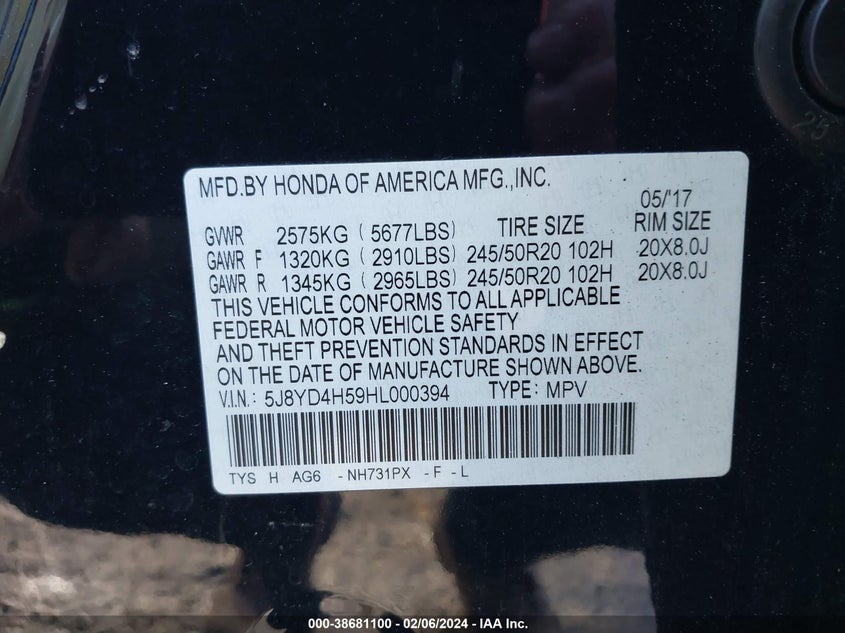 MFD.BY HONDA OF AMERICA MFG.,INC.
05/'17
GVWR 2575KG (5677LBS) TIRE SIZE RIM SIZE
GAWR F 1320KG (2910LBS) 245/50R20 102H 20X8.0J
GAWR R 1345KG (2965LBS) 245/50R20 102H 20X8.0J
THIS VEHICLE CONFORMS TO ALL APPLICABLE
FEDERAL MOTOR VEHICLE SAFETY
AND THEFT PREVENTION STANDARDS IN EFFECT
ON THE DATE OF MANUFACTURE SHOWN ABOVE.
V.I.N.: 5J8YD4H59HL000394 TYPE: MPV
TYS H AG6 -NH731PX -F -L
25
000-38681100 - 02/06/2024 - IAA Inc.